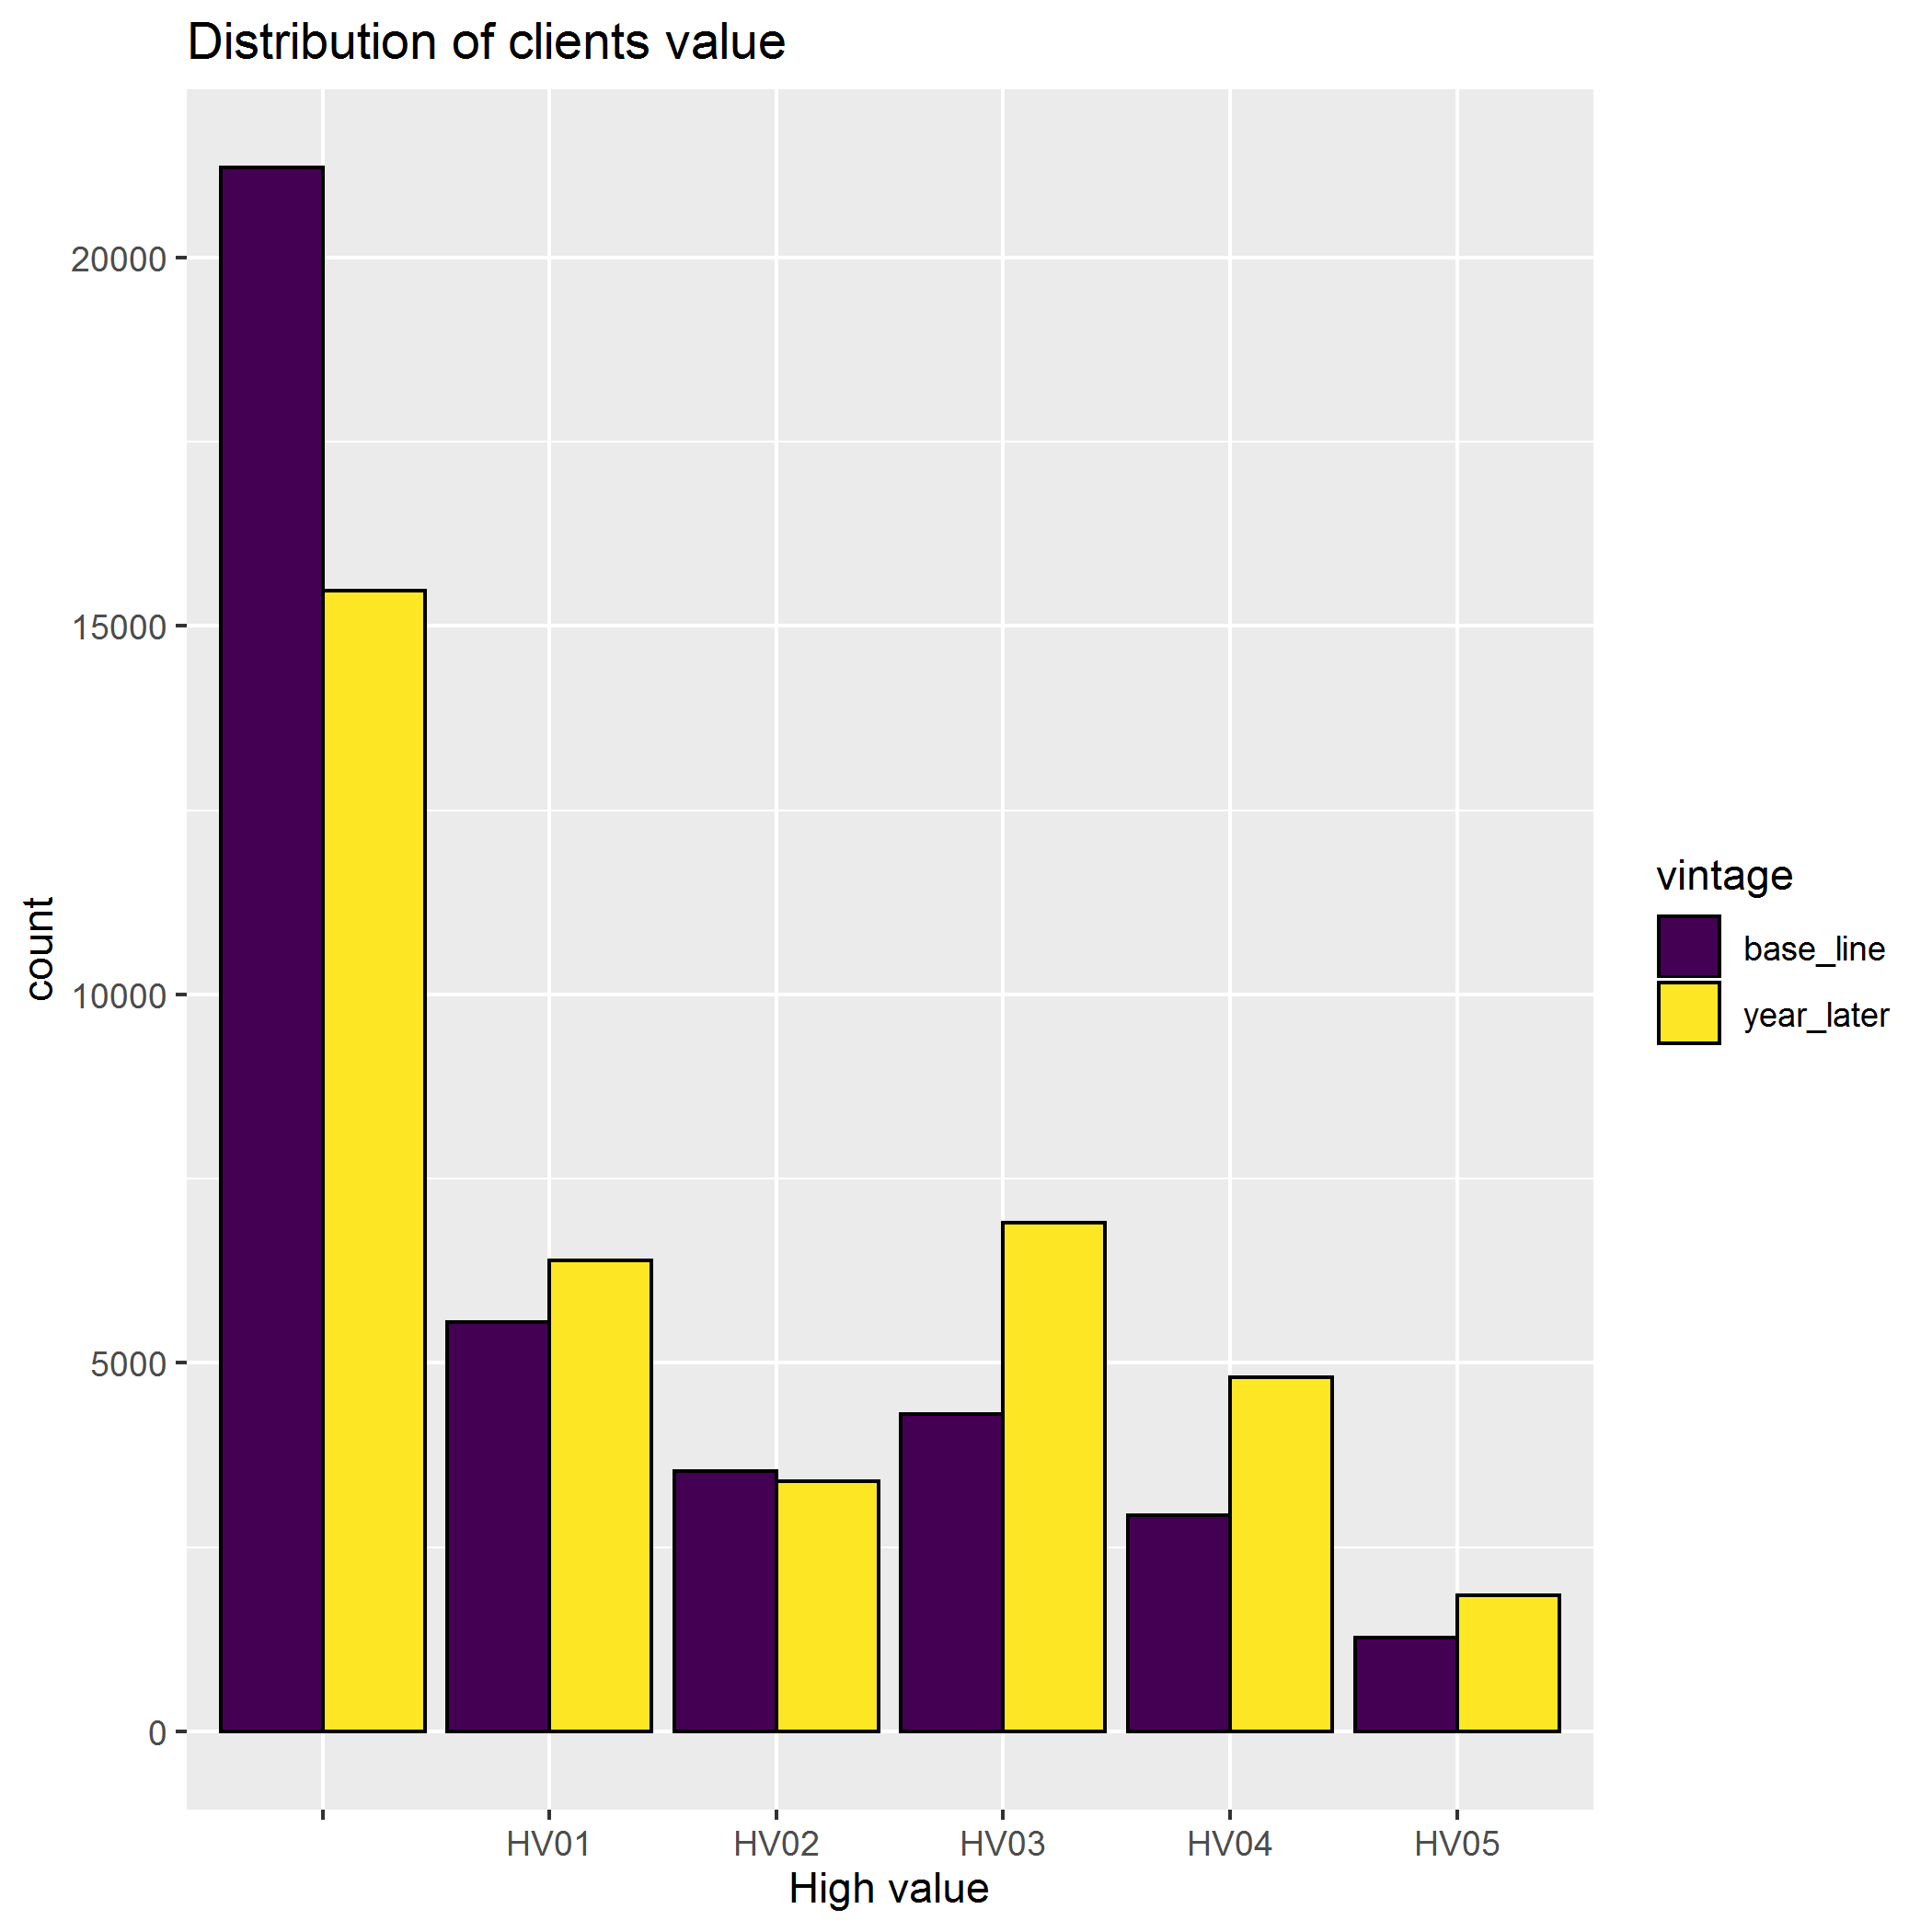 Distribution of clients value
count
20000
15000
10000
5000
0
HV01 HV02 HV03 HV04 HV05
High value
vintage
base_line
year_later